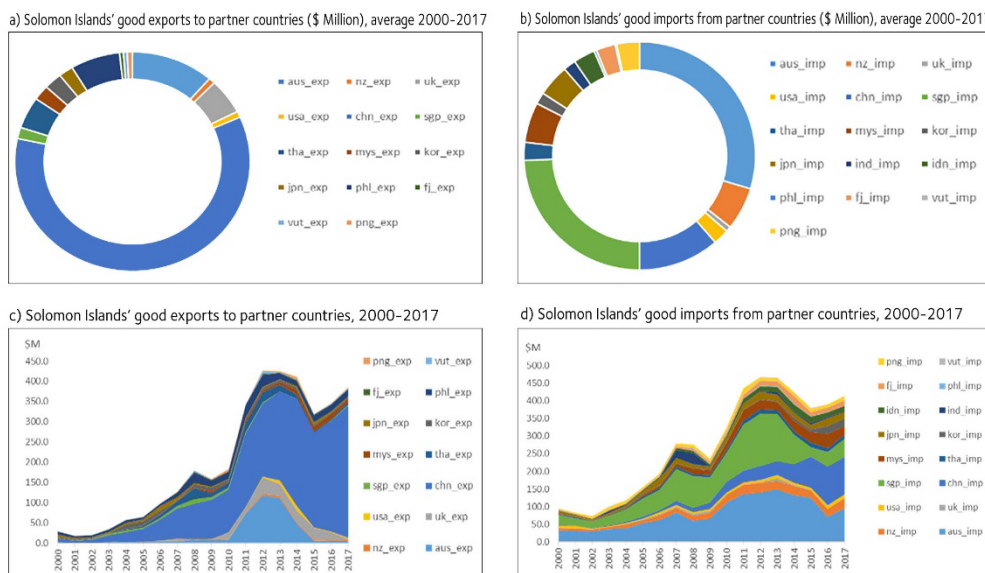 a) Solomon Islands' good exports to partner countries ($ Million), average 2000-2017
aus_exp nz_exp uk_exp
usa_exp chn_exp sgp_exp
tha_exp mys_exp kor_exp
jpn_exp phl_exp fj_exp
vut_exp png_exp
b) Solomon Islands' good imports from partner countries ($ Million), average 2000-2017
aus_imp nz_imp uk_imp
usa_imp chn_imp sgp_imp
tha_imp mys_imp kor_imp
jpn_imp ind_imp idn_imp
phl_imp fj_imp vut_imp
png_imp
c) Solomon Islands' good exports to partner countries, 2000-2017
$M
450.0
400.0
350.0
300.0
250.0
200.0
150.0
100.0
50.0
0.0
2000 2001 2002 2003 2004 2005 2006 2007 2008 2009 2010 2011 2012 2013 2014 2015 2016 2017
png_exp vut_exp
fj_exp phl_exp
jpn_exp kor_exp
mys_exp tha_exp
sgp_exp chn_exp
usa_exp uk_exp
nz_exp aus_exp
d) Solomon Islands' good imports from partner countries, 2000-2017
$M
500.0
450.0
400.0
350.0
300.0
250.0
200.0
150.0
100.0
50.0
0.0
2000 2001 2002 2003 2004 2005 2006 2007 2008 2009 2010 2011 2012 2013 2014 2015 2016 2017
png_imp vut_imp
fj_imp phl_imp
idn_imp ind_imp
jpn_imp kor_imp
mys_imp tha_imp
sgp_imp chn_imp
usa_imp uk_imp
nz_imp aus_imp